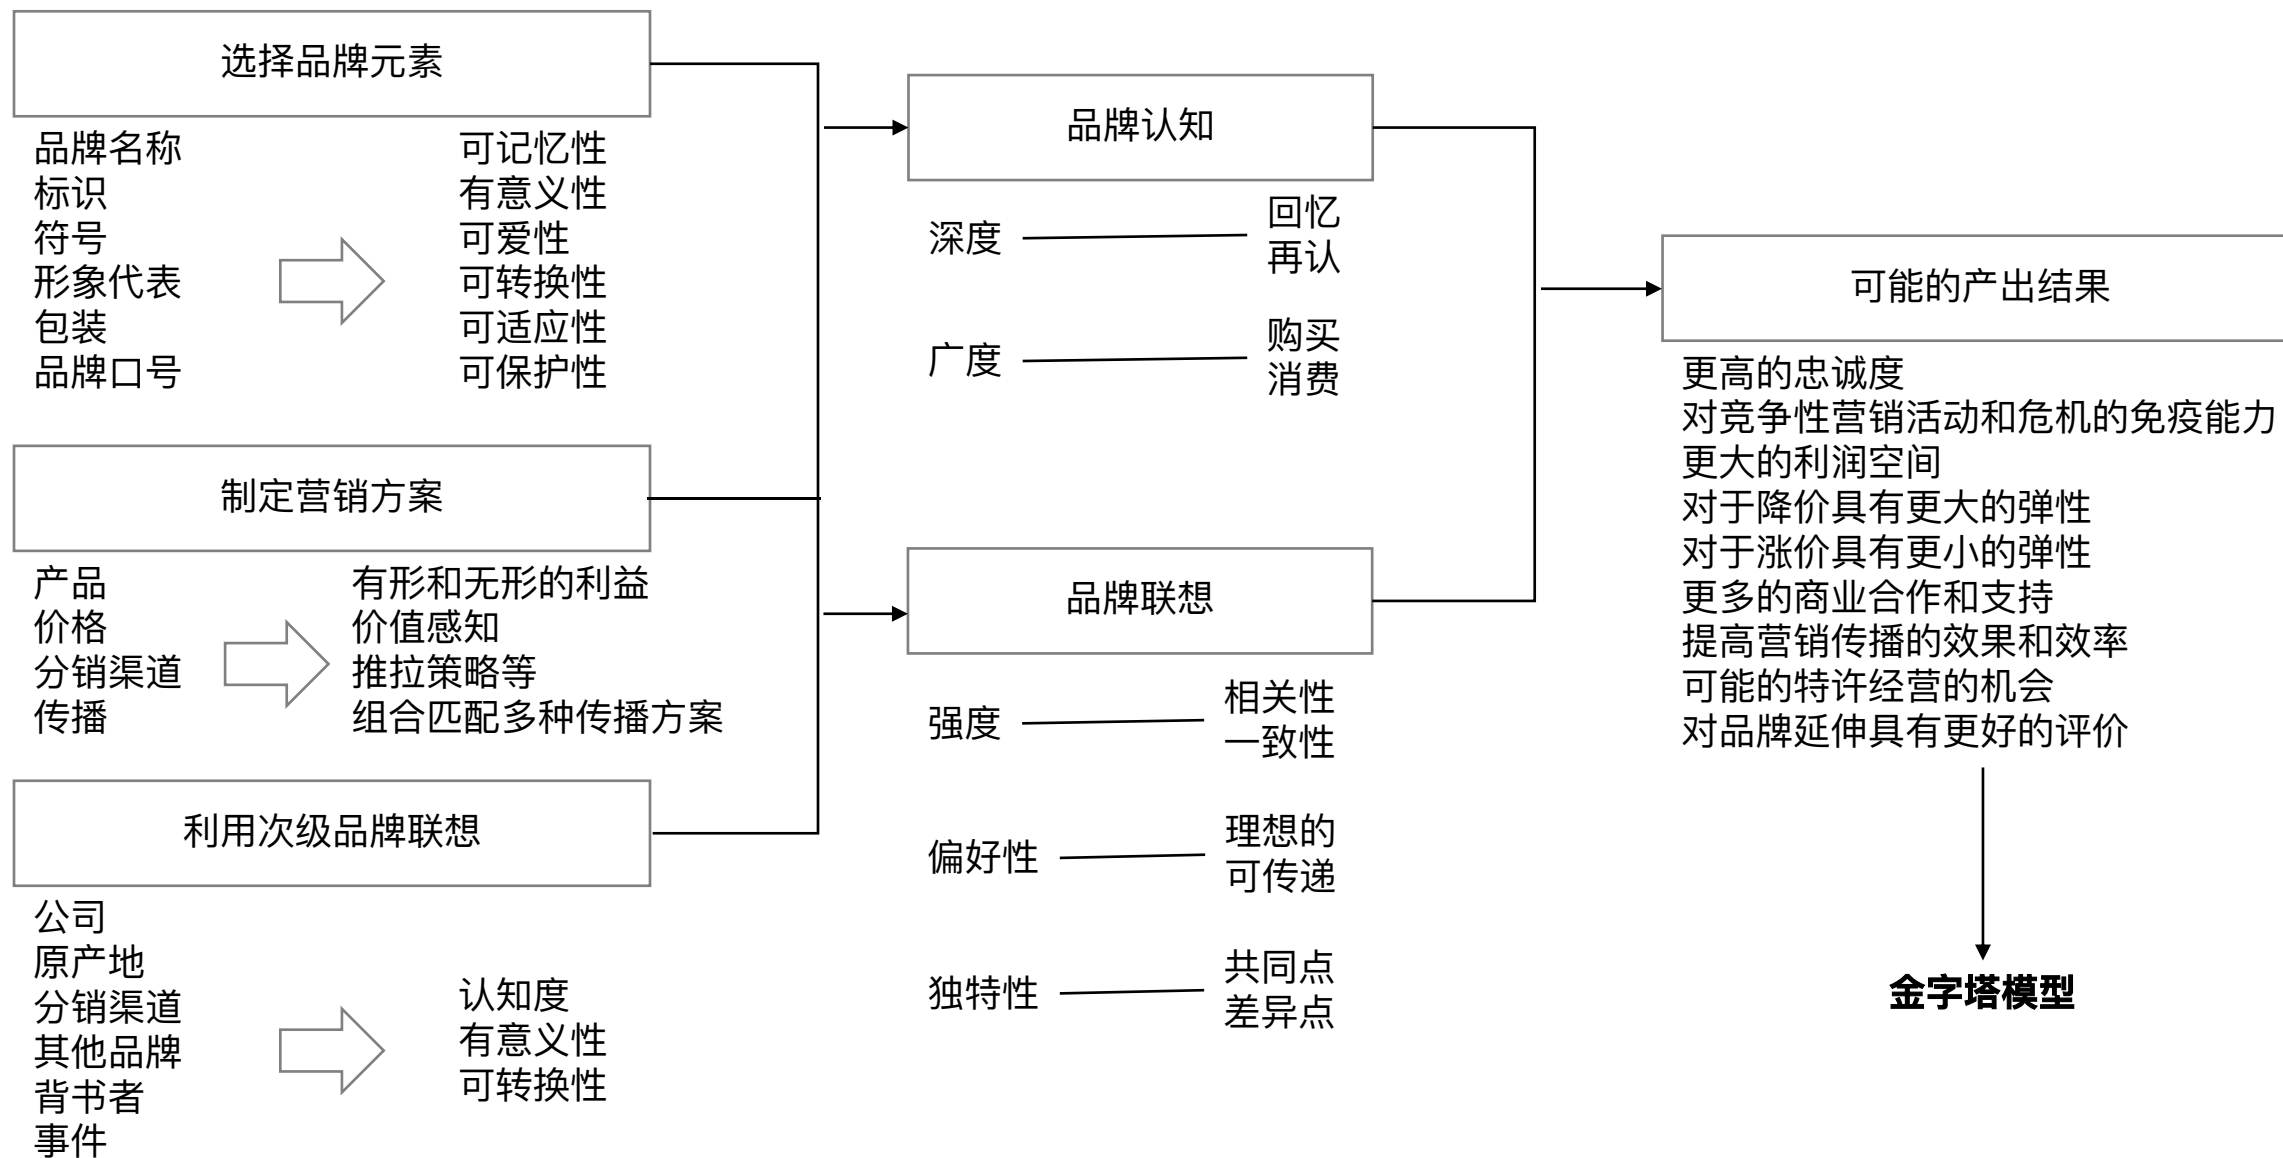 选择品牌元素
品牌名称
标识
符号
形象代表
包装
品牌口号
可记忆性
有意义性
可爱性
可转换性
可适应性
可保护性
制定营销方案
产品
价格
分销渠道
传播
有形和无形的利益
价值感知
推拉策略等
组合匹配多种传播方案
利用次级品牌联想
公司
原产地
分销渠道
其他品牌
背书者
事件
认知度
有意义性
可转换性
品牌认知
深度
回忆
再认
广度
购买
消费
品牌联想
强度
相关性
一致性
偏好性
理想的
可传递
独特性
共同点
差异点
可能的产出结果
更高的忠诚度
对竞争性营销活动和危机的免疫能力
更大的利润空间
对于降价具有更大的弹性
对于涨价具有更小的弹性
更多的商业合作和支持
提高营销传播的效果和效率
可能的特许经营的机会
对品牌延伸具有更好的评价
金字塔模型